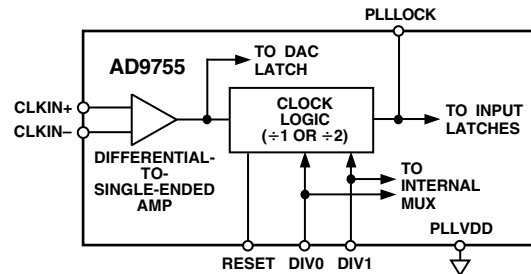 PLLLOCK
AD9755
TO DAC
LATCH
CLKIN+
CLKIN–
CLOCK
LOGIC
(÷1 OR ÷2)
TO INPUT
LATCHES
DIFFERENTIAL-
TO-
SINGLE-ENDED
AMP
TO
INTERNAL
MUX
PLLVDD
RESET DIV0 DIV1